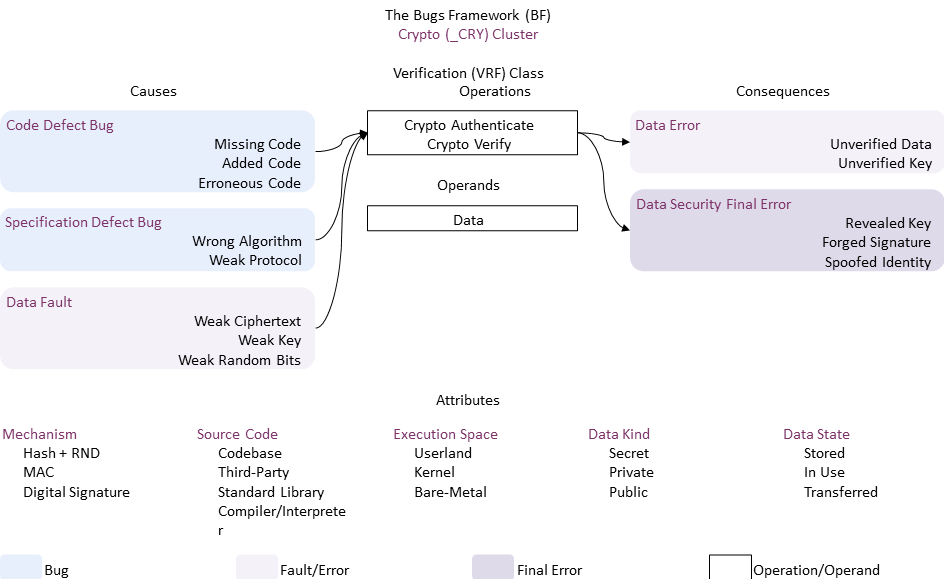 The Bugs Framework (BF)
Crypto (_CRY) Cluster
Verification (VRF) Class
Causes
Operations
Consequences
Code Defect Bug
Missing Code
Added Code
Erroneous Code
Specification Defect Bug
Wrong Algorithm
Weak Protocol
Data Fault
Weak Ciphertext
Weak Key
Weak Random Bits
Crypto Authenticate
Crypto Verify
Operands
Data
Data Error
Unverified Data
Unverified Key
Data Security Final Error
Revealed Key
Forged Signature
Spoofed Identity
Attributes
Mechanism
Hash + RND
MAC
Digital Signature
Source Code
Codebase
Third-Party
Standard Library
Compiler/Interprete
r
Execution Space
Userland
Kernel
Bare-Metal
Data Kind
Secret
Private
Public
Data State
Stored
In Use
Transferred
Bug
Fault/Error
Final Error
Operation/Operand